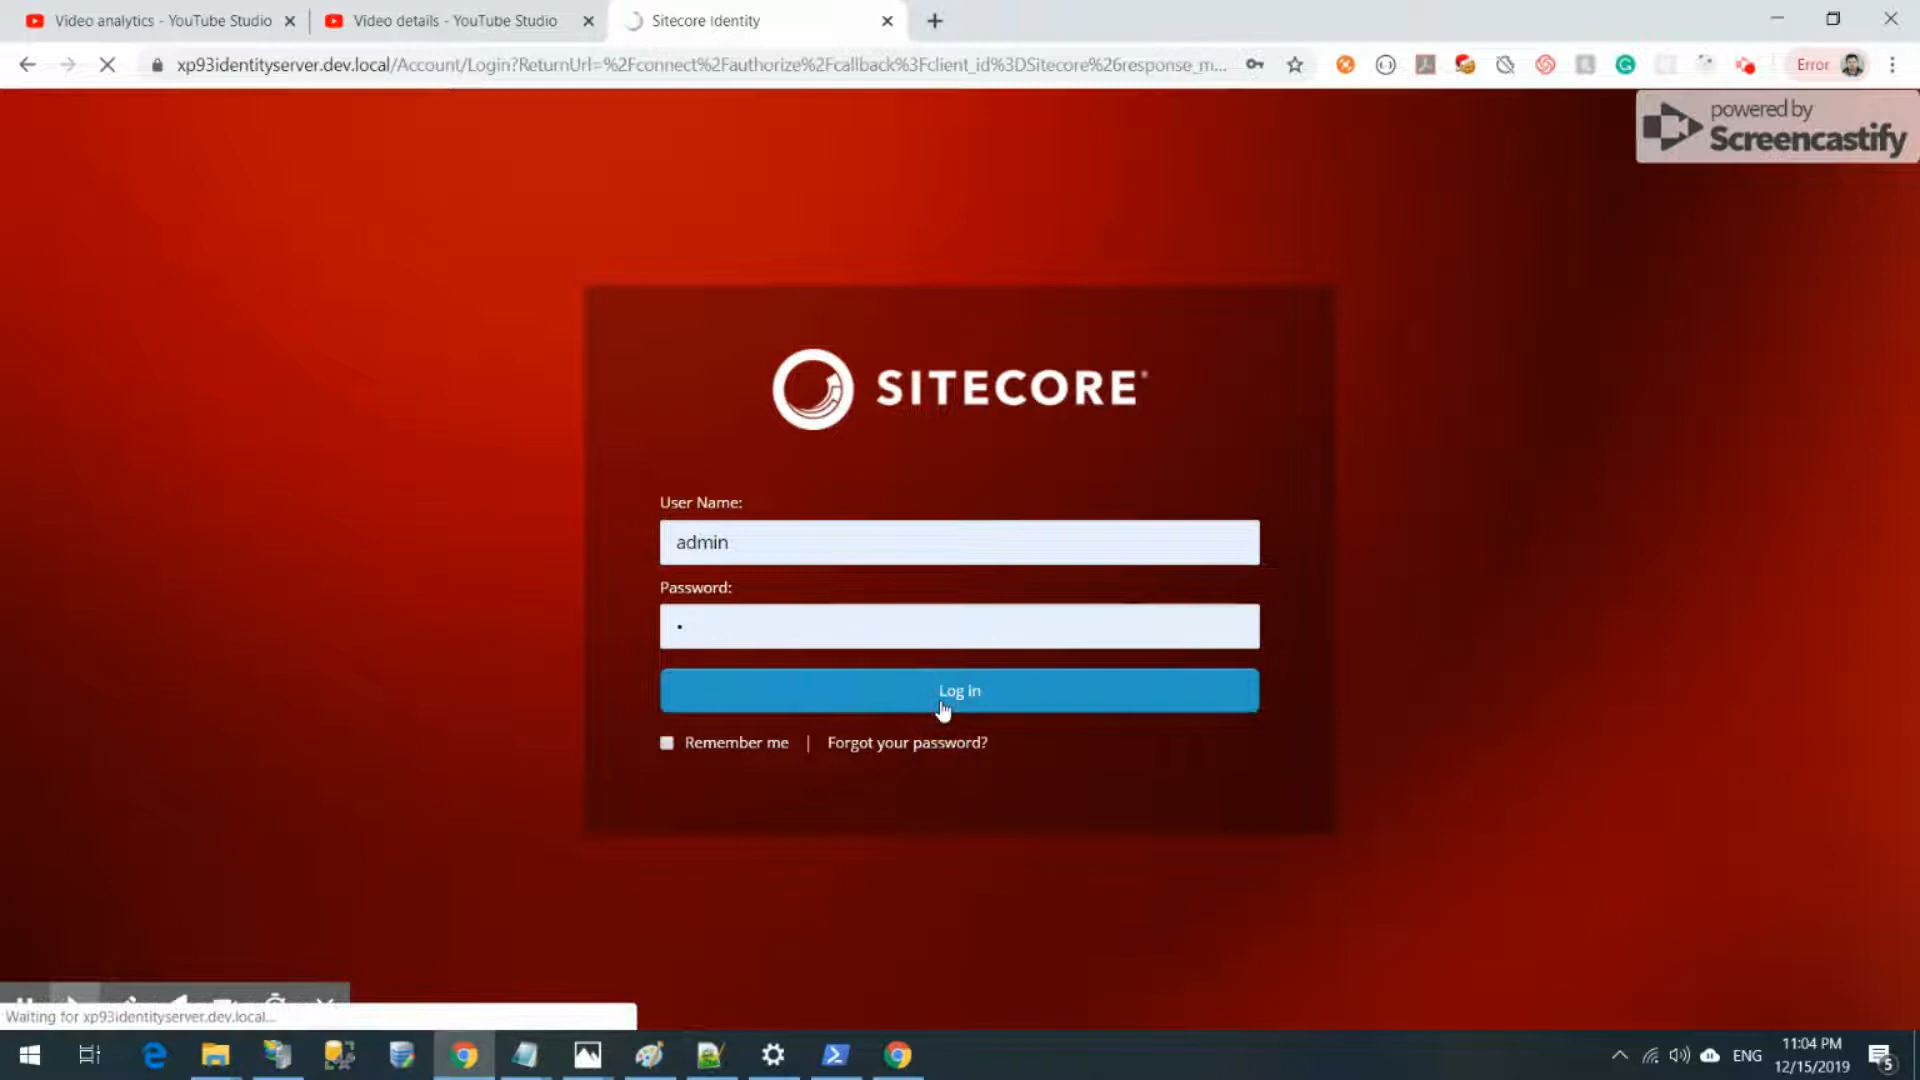 Video analytics - YouTube Studio
Video details - YouTube Studio
Sitecore Identity
xp93identityserver.dev.local/Account/Login?ReturnUrl=%2Fconnect%2Fauthorize%2Fcallback%3Fclient_id%3DSitecore%26response_m...
Error
powered by
Screencastify
SITECORE
User Name:
admin
Password:
•
Log in
Remember me | Forgot your password?
Waiting for xp93identityserver.dev.local...
ENG
11:04 PM
12/15/2019
5